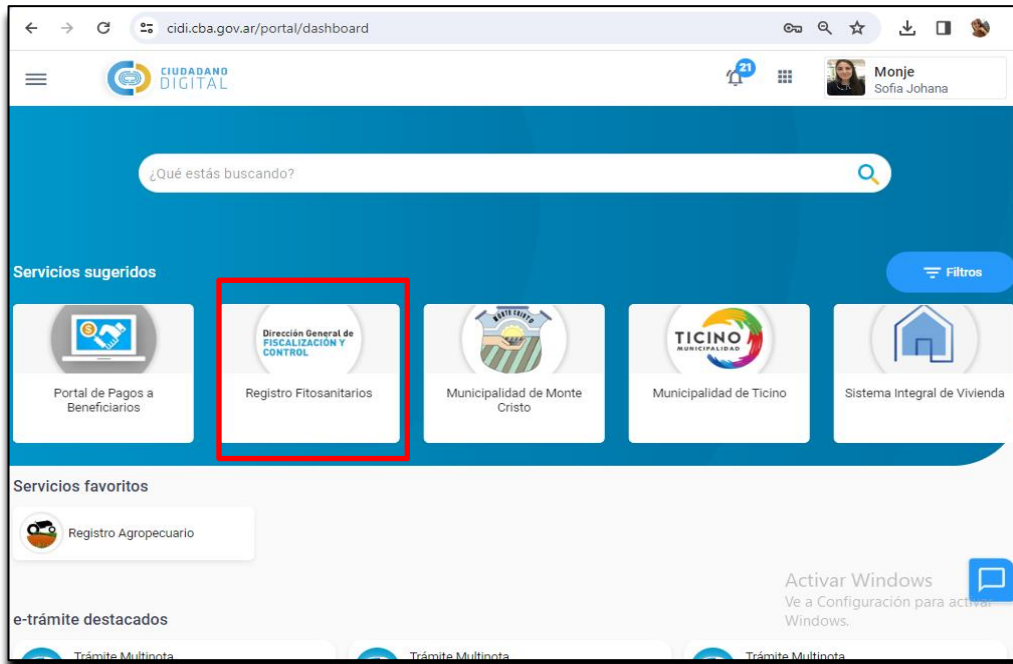 cidi.cba.gov.ar/portal/dashboard
CIUDADANO
DIGITAL
21
Monje
Sofia Johana
¿Qué estás buscando?
Servicios sugeridos
Filtros
Portal de Pagos a
Beneficiarios
Dirección General de
FISCALIZACIÓN Y
CONTROL
Registro Fitosanitarios
MONTE CRISTO
Municipalidad de Monte
Cristo
TICINO
MUNICIPALIDAD
Municipalidad de Ticino
Sistema Integral de Vivienda
Servicios favoritos
Registro Agropecuario
Activar Windows
Ve a Configuración para activar
Windows.
e-trámite destacados
Trámite Multinota
Trámite Multinota
Trámite Multinota